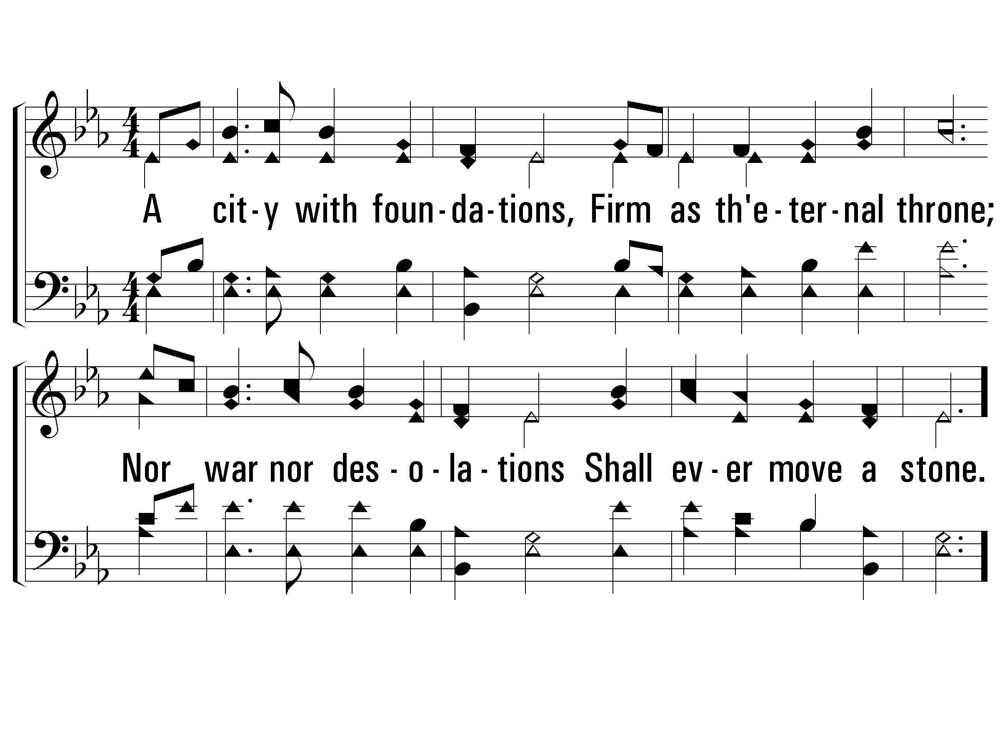 A cit-y with foun-da-tions, Firm as th'e-ter-nal throne;
Nor war nor des-o-la-tions Shall ev-er move a stone.